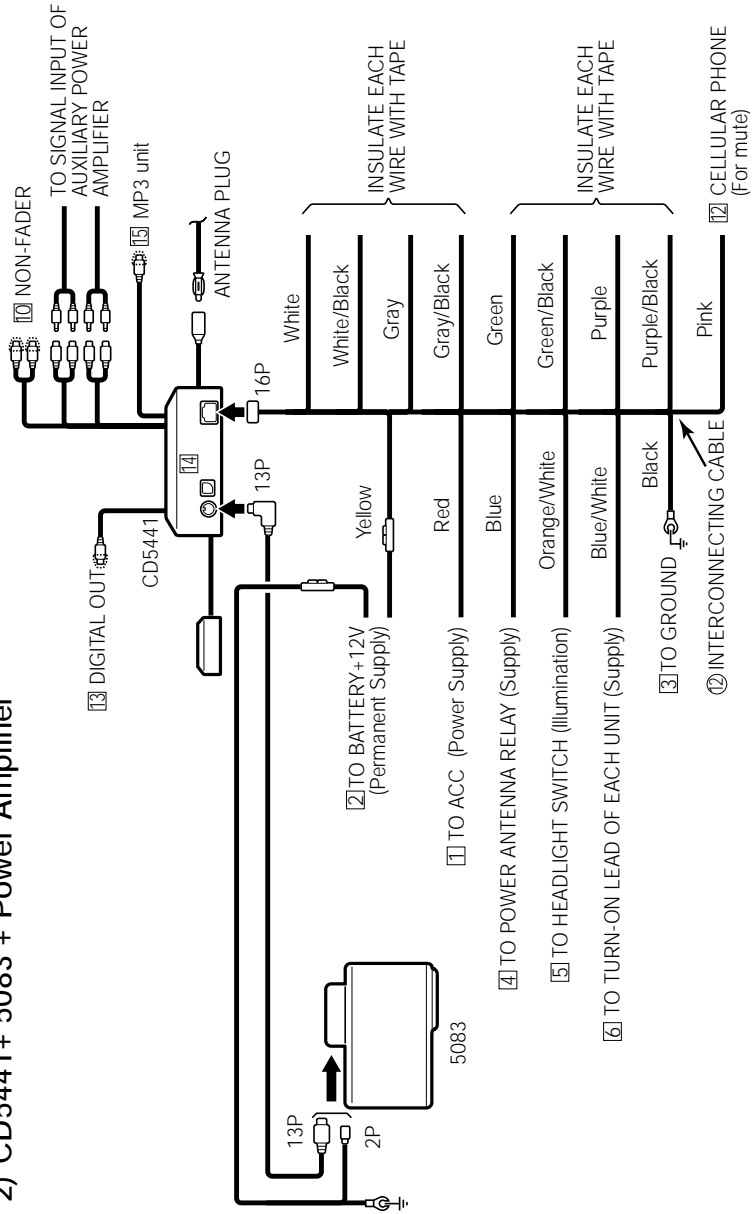 2) CD5441+ 5083 + Power Amplifier
10 NON-FADER
TO SIGNAL INPUT OF
AUXILIARY POWER
AMPLIFIER
15 MP3 unit
ANTENNA PLUG
13 DIGITAL OUT
CD5441
14
13P
16P
White
White/Black
Gray
Gray/Black
INSULATE EACH
WIRE WITH TAPE
Green
Green/Black
Purple
Purple/Black
INSULATE EACH
WIRE WITH TAPE
Pink
12 CELLULAR PHONE
(For mute)
Yellow
2 TO BATTERY+12V
(Permanent Supply)
Red
1 TO ACC (Power Supply)
Blue
4 TO POWER ANTENNA RELAY (Supply)
Orange/White
5 TO HEADLIGHT SWITCH (Illumination)
Blue/White
6 TO TURN-ON LEAD OF EACH UNIT (Supply)
Black
3 TO GROUND
⑫ INTERCONNECTING CABLE
13P
2P
5083